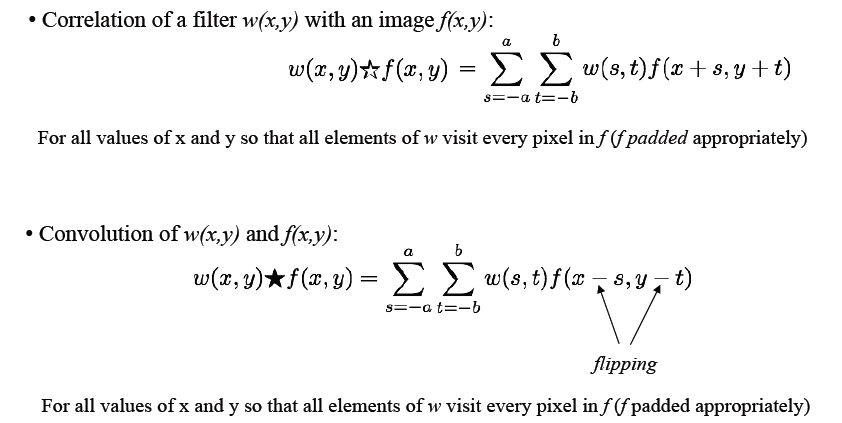 • Correlation of a filter w(x,y) with an image f(x,y):
w(x, y)☆f(x, y) = ∑_{s=−a}^{a} ∑_{t=−b}^{b} w(s, t)f(x + s, y + t)
For all values of x and y so that all elements of w visit every pixel in f (f padded appropriately)
• Convolution of w(x,y) and f(x,y):
w(x, y)★f(x, y) = ∑_{s=−a}^{a} ∑_{t=−b}^{b} w(s, t)f(x − s, y − t)
flipping
For all values of x and y so that all elements of w visit every pixel in f (f padded appropriately)